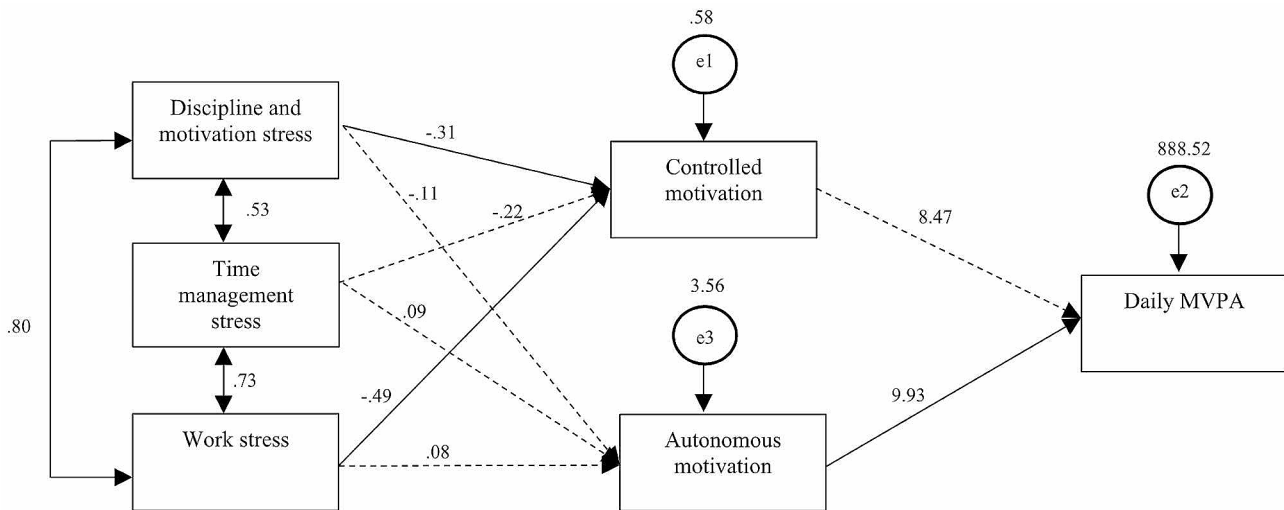 .58
e1
Discipline and
motivation stress
-.31
Controlled
motivation
888.52
e2
-.11
.53
-.22
8.47
Time
management
stress
3.56
Daily MVPA
.09
e3
.80
.73
-.49
9.93
Work stress
.08
Autonomous
motivation